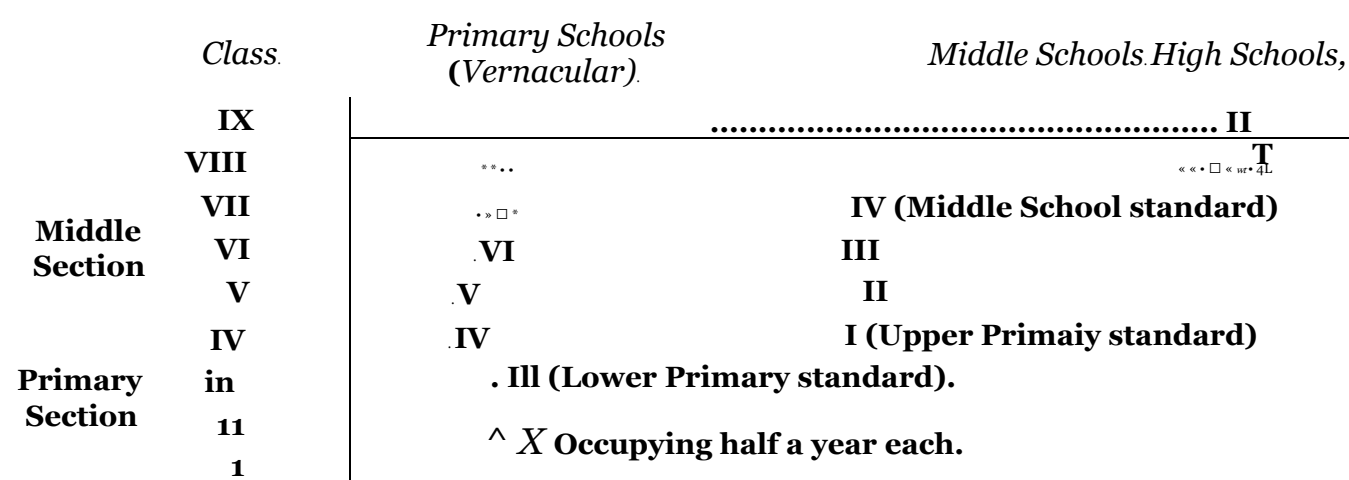 Class. Primary Schools (Vernacular). Middle Schools. High Schools,
IX .................................................... II
VIII **.. « « • □ « wt• 4L T
VII •»□* IV (Middle School standard)
Middle Section
VI .VI III
V .V II
IV .IV I (Upper Primaiy standard)
Primary Section
in . Ill (Lower Primary standard).
11
^ X Occupying half a year each.
1